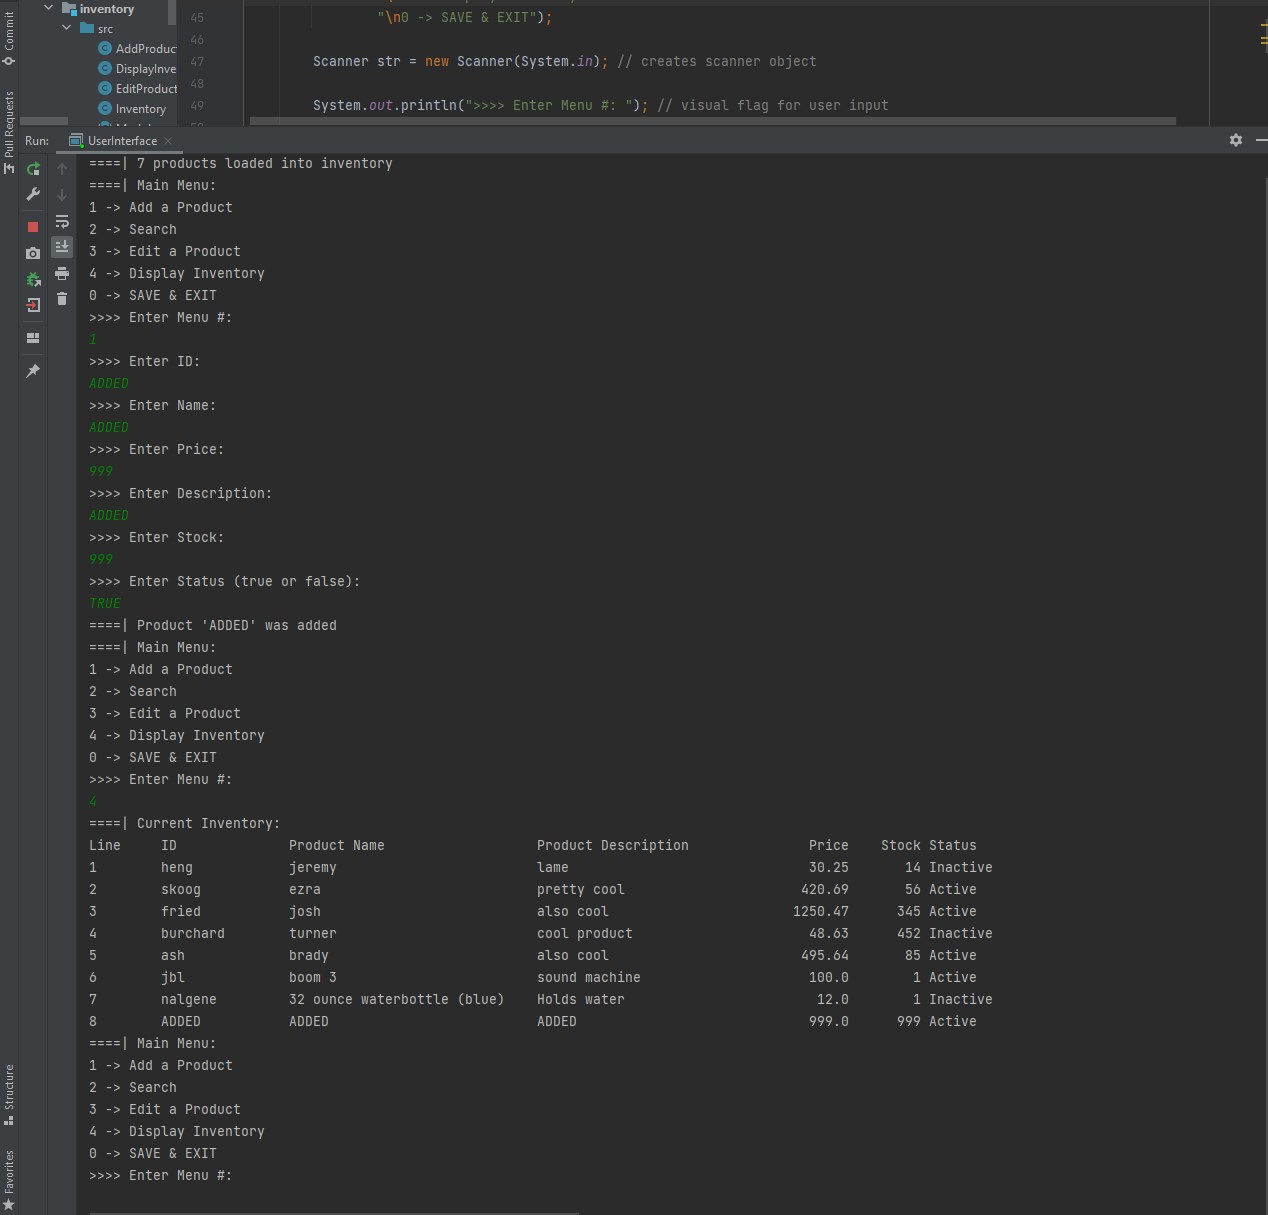 inventory
src
AddProduc
DisplayInve
EditProduct
Inventory
Commit
Pull Requests
45 "\n0 -> SAVE & EXIT");
46
47 Scanner str = new Scanner(System.in); // creates scanner object
48
49 System.out.println(">>>> Enter Menu #: "); // visual flag for user input
Run: UserInterface
====| 7 products loaded into inventory
====| Main Menu:
1 -> Add a Product
2 -> Search
3 -> Edit a Product
4 -> Display Inventory
0 -> SAVE & EXIT
>>>> Enter Menu #:
1
>>>> Enter ID:
ADDED
>>>> Enter Name:
ADDED
>>>> Enter Price:
999
>>>> Enter Description:
ADDED
>>>> Enter Stock:
999
>>>> Enter Status (true or false):
TRUE
====| Product 'ADDED' was added
====| Main Menu:
1 -> Add a Product
2 -> Search
3 -> Edit a Product
4 -> Display Inventory
0 -> SAVE & EXIT
>>>> Enter Menu #:
4
====| Current Inventory:
Line ID Product Name Product Description Price Stock Status
1 heng jeremy lame 30.25 14 Inactive
2 skoog ezra pretty cool 420.69 56 Active
3 fried josh also cool 1250.47 345 Active
4 burchard turner cool product 48.63 452 Inactive
5 ash brady also cool 495.64 85 Active
6 jbl boom 3 sound machine 100.0 1 Active
7 nalgene 32 ounce waterbottle (blue) Holds water 12.0 1 Inactive
8 ADDED ADDED ADDED 999.0 999 Active
====| Main Menu:
1 -> Add a Product
2 -> Search
3 -> Edit a Product
4 -> Display Inventory
0 -> SAVE & EXIT
>>>> Enter Menu #:
Structure
Favorites